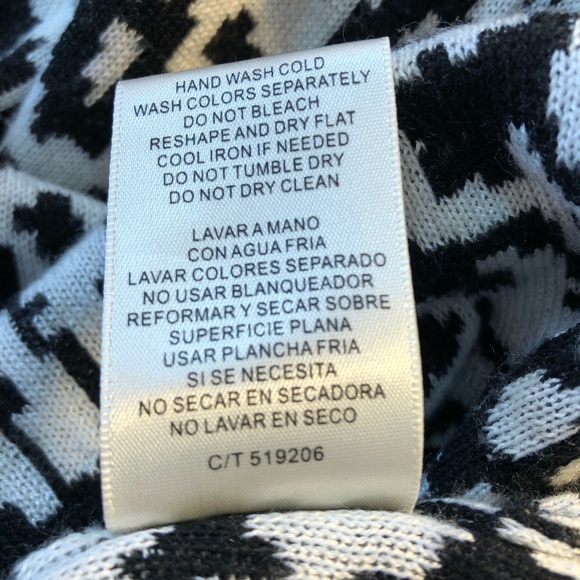 HAND WASH COLD
WASH COLORS SEPARATELY
DO NOT BLEACH
RESHAPE AND DRY FLAT
COOL IRON IF NEEDED
DO NOT TUMBLE DRY
DO NOT DRY CLEAN
LAVAR A MANO
CON AGUA FRIA
LAVAR COLORES SEPARADO
NO USAR BLANQUEADOR
REFORMAR Y SECAR SOBRE
SUPERFICIE PLANA
USAR PLANCHA FRIA
SI SE NECESITA
NO SECAR EN SECADORA
NO LAVAR EN SECO
C/T 519206